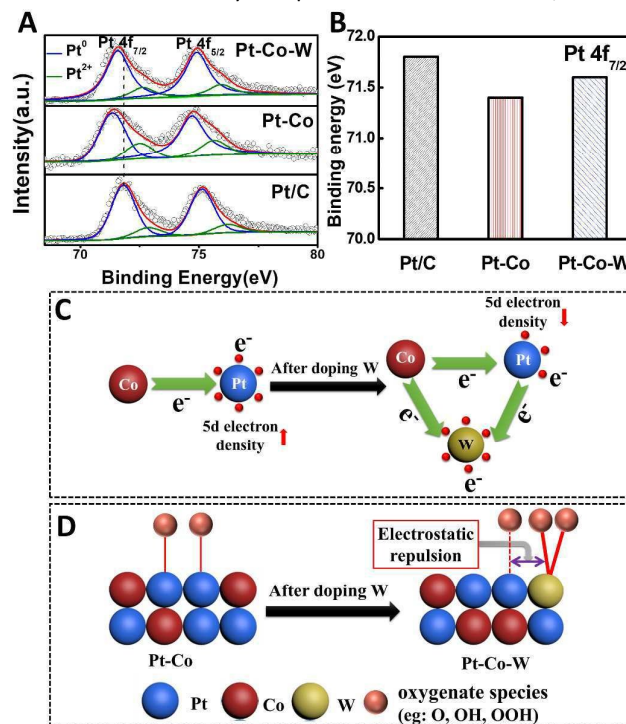 A
Pt⁰
Pt²⁺
Pt 4f₇/₂
Pt 4f₅/₂
Pt-Co-W
Pt-Co
Pt/C
Intensity(a.u.)
70
75
80
Binding Energy(eV)
B
Pt 4f₇/₂
Binding energy (eV)
72.0
71.5
71.0
70.5
70.0
Pt/C
Pt-Co
Pt-Co-W
C
Co
e⁻
e⁻
Pt
5d electron
density
After doping W
5d electron
density
Co
e⁻
Pt
e⁻
e⁻
e⁻
W
e⁻
D
Electrostatic
repulsion
After doping W
Pt-Co
Pt-Co-W
Pt
Co
W
oxygenate species
(eg: O, OH, OOH)